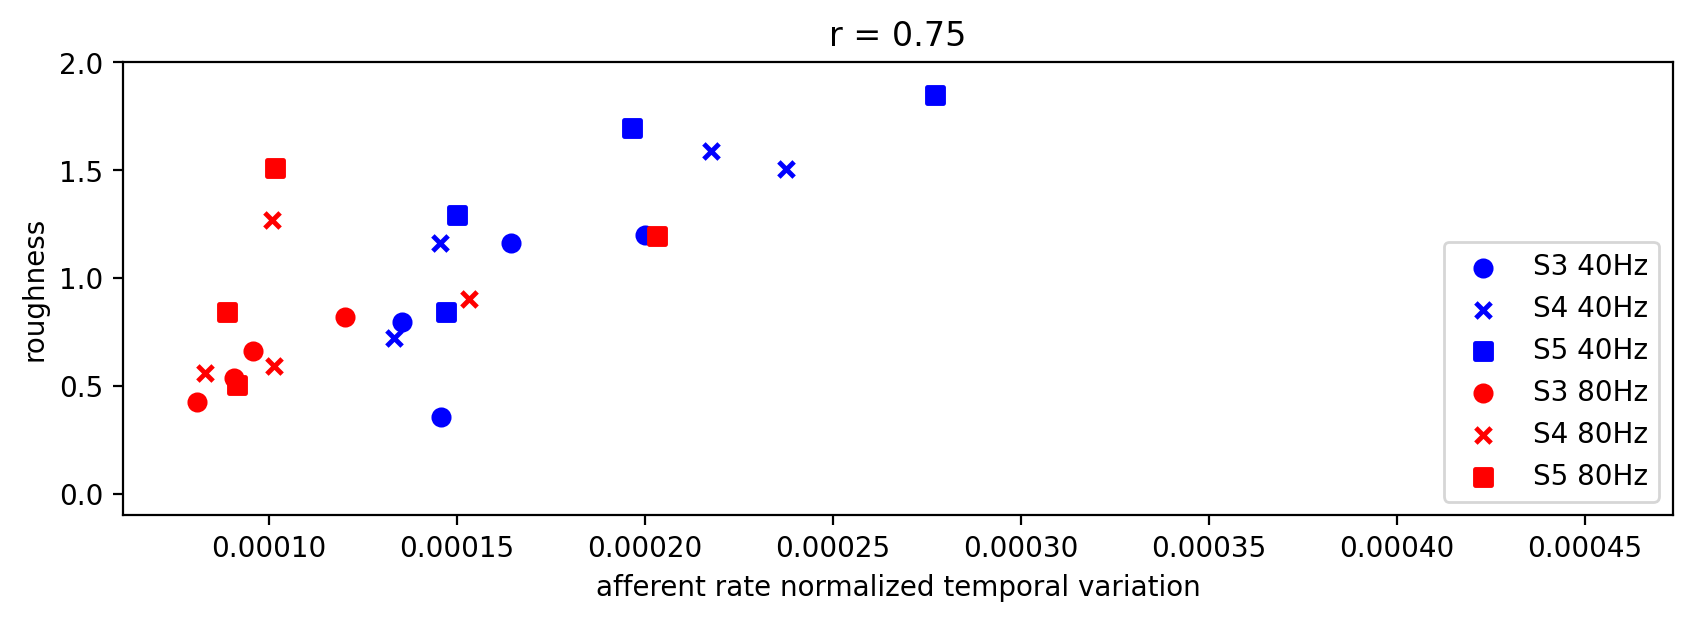 r = 0.75
roughness
2.0
1.5
1.0
0.5
0.0
S3 40Hz
S4 40Hz
S5 40Hz
S3 80Hz
S4 80Hz
S5 80Hz
0.00010 0.00015 0.00020 0.00025 0.00030 0.00035 0.00040 0.00045
afferent rate normalized temporal variation